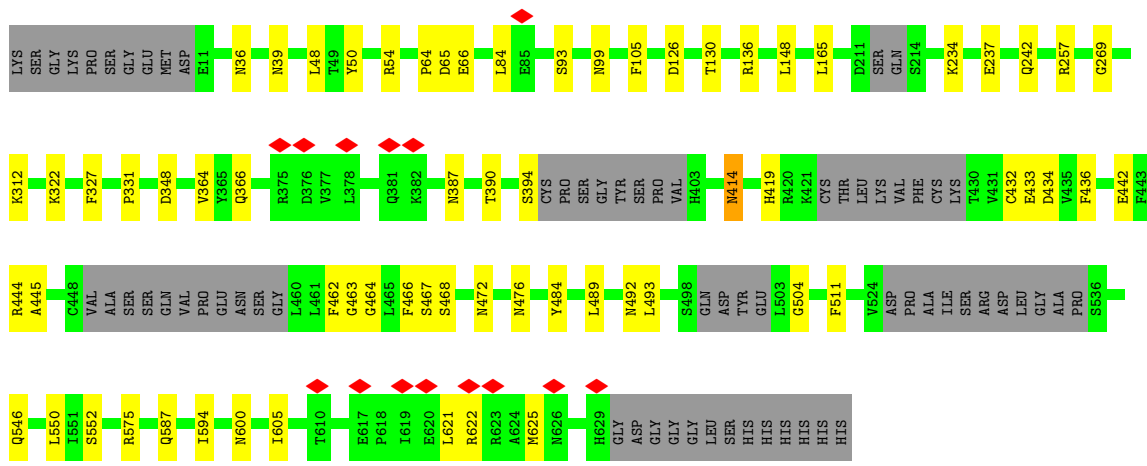 LYS SER GLY LYS PRO SER GLY GLU MET ASP E11 N36 N39 L48 T49 Y50 R54 P64 D65 E66 L84 E85 S93 N99 F105 D126 T130 R136 L148 L165 D211 SER GLN S214 K234 E237 Q242 R257 G269
K312 K322 F327 P331 D348 V364 Y365 Q366 R375 D376 V377 L378 Q381 K382 N387 T390 S394 CYS PRO SER GLY TYR SER PRO VAL H403 N414 H419 R420 K421 CYS THR LEU LYS VAL PHE CYS LYS T430 V431 C432 E433 D434 V435 F436 E442 F443
R444 A445 C448 VAL ALA SER SER GLN VAL PRO GLU ASN SER GLY L460 L461 F462 G463 G464 L465 F466 S467 S468 N472 N476 Y484 L489 N492 L493 S498 GLN ASP TYR GLU L503 G504 F511 V524 ASP PRO ALA ILE SER ARG ASP LEU GLY ALA PRO S536
Q546 L550 I551 S552 R575 Q587 I594 N600 I605 T610 E617 P618 I619 E620 L621 R622 R623 A624 M625 N626 H629 GLY ASP GLY GLY GLY LEU SER HIS HIS HIS HIS HIS HIS